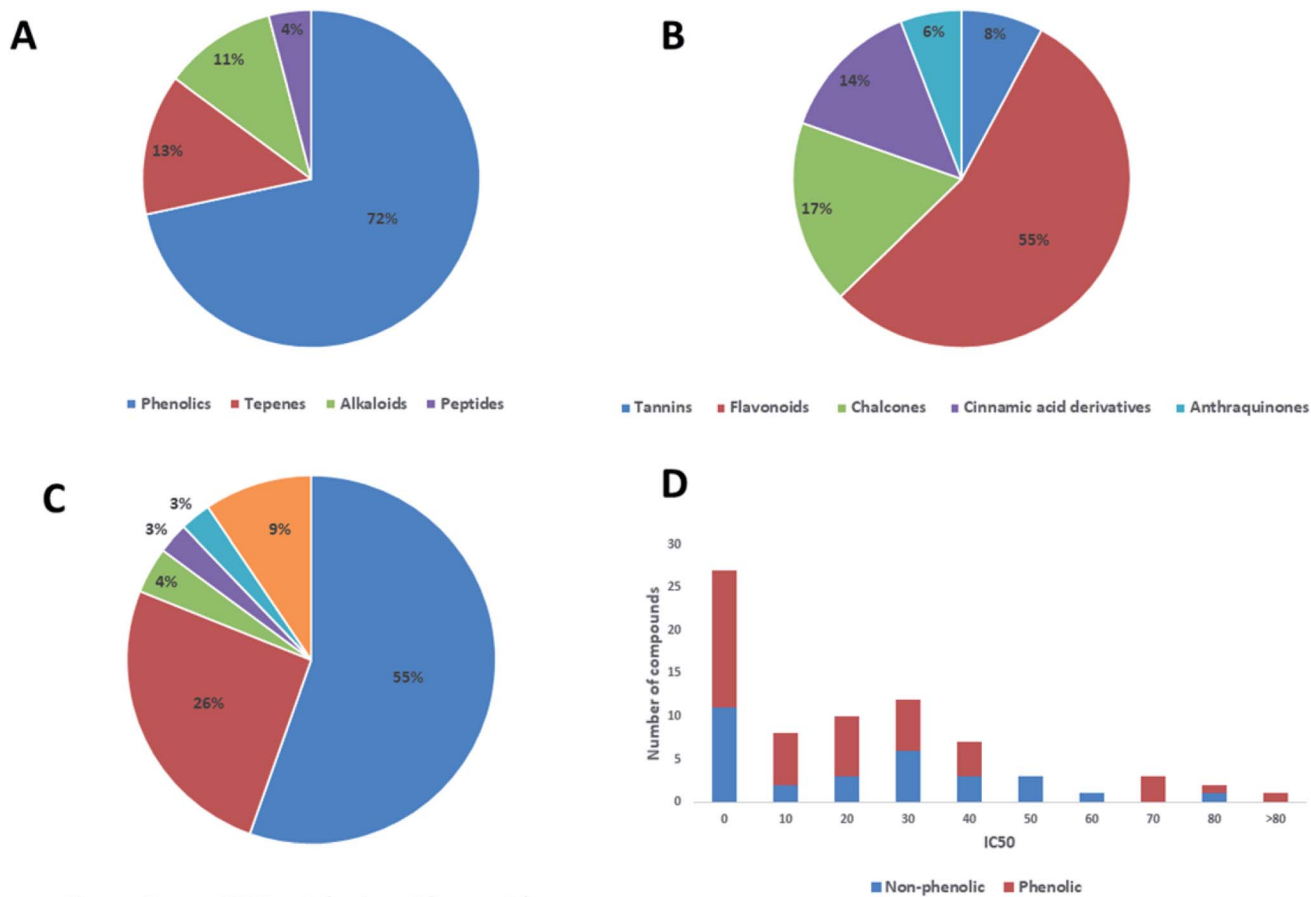 A
4%
11%
13%
72%
Phenolics Tepenes Alkaloids Peptides
B
6% 8%
14%
17%
55%
Tannins Flavonoids Chalcones Cinnamic acid derivatives Anthraquinones
C
3%
3%
9%
4%
55%
26%
D
Number of compounds
30
25
20
15
10
5
0
0 10 20 30 40 50 60 70 80 >80
IC50
Non-phenolic Phenolic